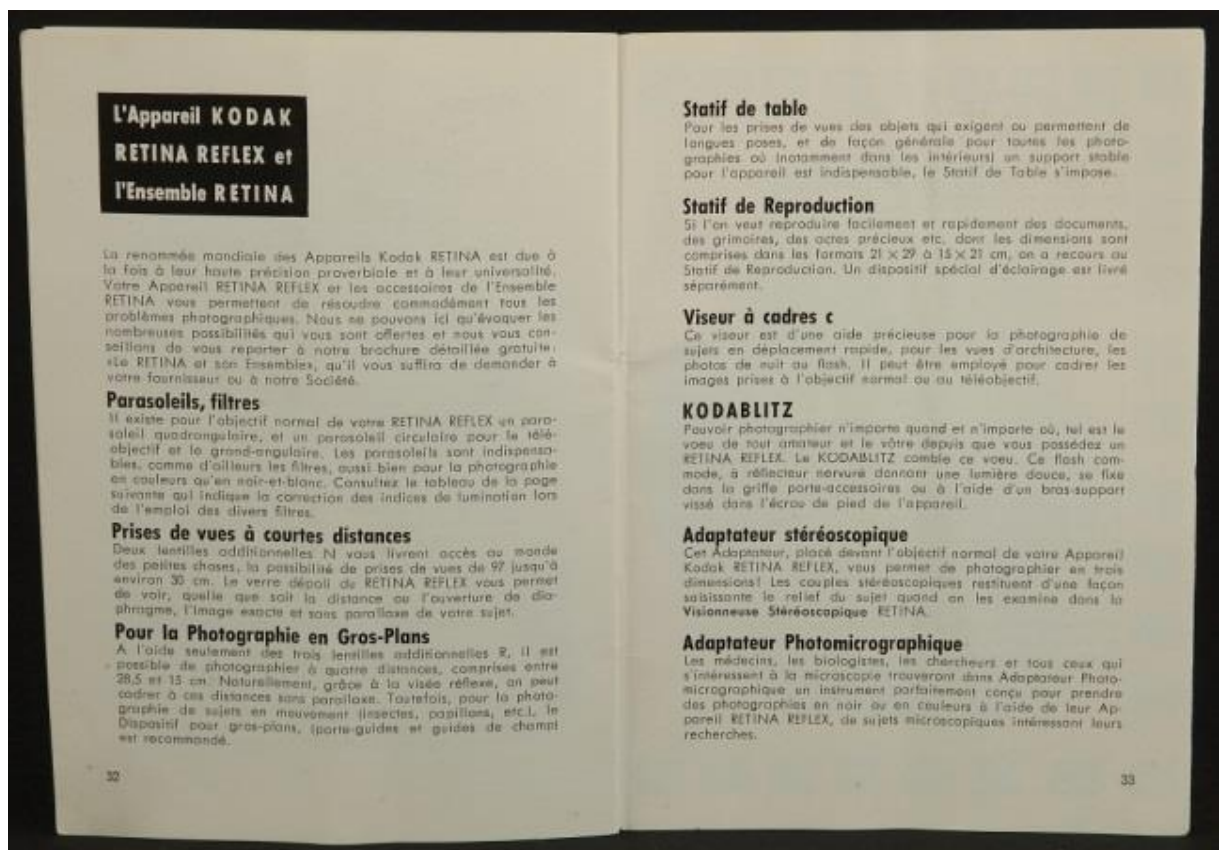 L'Appareil KODAK
RETINA REFLEX et
l'Ensemble RETINA
La renommée mondiale des Appareils Kodak RETINA est due à
la fois à leur haute précision proverbiale et à leur universalité.
Votre Appareil RETINA REFLEX et les accessoires de l'Ensemble
RETINA vous permettent de résoudre commodément tous les
problèmes photographiques. Nous ne pouvons ici qu'évoquer les
nombreuses possibilités qui vous sont offertes et nous vous con-
seillons de vous reporter à notre brochure détaillée gratuite:
«Le RETINA et son Ensemble», qu'il vous suffira de demander à
votre fournisseur ou à notre Société.
Parasoleils, filtres
Il existe pour l'objectif normal de votre RETINA REFLEX un para-
soleil quadrangulaire, et un parasoleil circulaire pour le télé-
objectif et le grand-angulaire. Les parasoleils sont indispensa-
bles, comme d'ailleurs les filtres, aussi bien pour la photographie
en couleurs qu'en noir-et-blanc. Consultez le tableau de la page
suivante qui indique la correction des indices de lumination lors
de l'emploi des divers filtres.
Prises de vues à courtes distances
Deux lentilles additionnelles N vous livrent accès au monde
des petites choses, la possibilité de prises de vues de 97 jusqu'à
environ 30 cm. Le verre dépoli du RETINA REFLEX vous permet
de voir, quelle que soit la distance ou l'ouverture de dia-
phragme, l'image exacte et sans parallaxe de votre sujet.
Pour la Photographie en Gros-Plans
A l'aide seulement des trois lentilles additionnelles R, il est
possible de photographier à quatre distances, comprises entre
28,5 et 15 cm. Naturellement, grâce à la visée réflexe, on peut
cadrer à ces distances sans parallaxe. Toutefois, pour la photo-
graphie de sujets en mouvement (insectes, papillons, etc.), le
Dispositif pour gros-plans, (porte-guides et guides de champ)
est recommandé.
32
Statif de table
Pour les prises de vues des objets qui exigent ou permettent de
longues poses, et de façon générale pour toutes les photo-
graphies où (notamment dans les intérieurs) un support stable
pour l'appareil est indispensable, le Statif de Table s'impose.
Statif de Reproduction
Si l'on veut reproduire facilement et rapidement des documents,
des grimoires, des actes précieux etc. dont les dimensions sont
comprises dans les formats 21 × 29 à 15 × 21 cm, on a recours au
Statif de Reproduction. Un dispositif spécial d'éclairage est livré
séparément.
Viseur à cadres c
Ce viseur est d'une aide précieuse pour la photographie de
sujets en déplacement rapide, pour les vues d'architecture, les
photos de nuit au flash. Il peut être employé pour cadrer les
images prises à l'objectif normal ou au téléobjectif.
KODABLITZ
Pouvoir photographier n'importe quand et n'importe où, tel est le
voeu de tout amateur et le vôtre depuis que vous possédez un
RETINA REFLEX. Le KODABLITZ comble ce voeu. Ce flash com-
mode, à réflecteur nervuré donnant une lumière douce, se fixe
dans la griffe porte-accessoires ou à l'aide d'un bras-support
vissé dans l'écrou de pied de l'appareil.
Adaptateur stéréoscopique
Cet Adaptateur, placé devant l'objectif normal de votre Appareil
Kodak RETINA REFLEX, vous permet de photographier en trois
dimensions! Les couples stéréoscopiques restituent d'une façon
saisissante le relief du sujet quand on les examine dans la
Visionneuse Stéréoscopique RETINA.
Adaptateur Photomicrographique
Les médecins, les biologistes, les chercheurs et tous ceux qui
s'intéressent à la microscopie trouveront dans Adaptateur Photo-
micrographique un instrument parfaitement conçu pour prendre
des photographies en noir ou en couleurs à l'aide de leur Ap-
pareil RETINA REFLEX, de sujets microscopiques intéressant leurs
recherches.
33